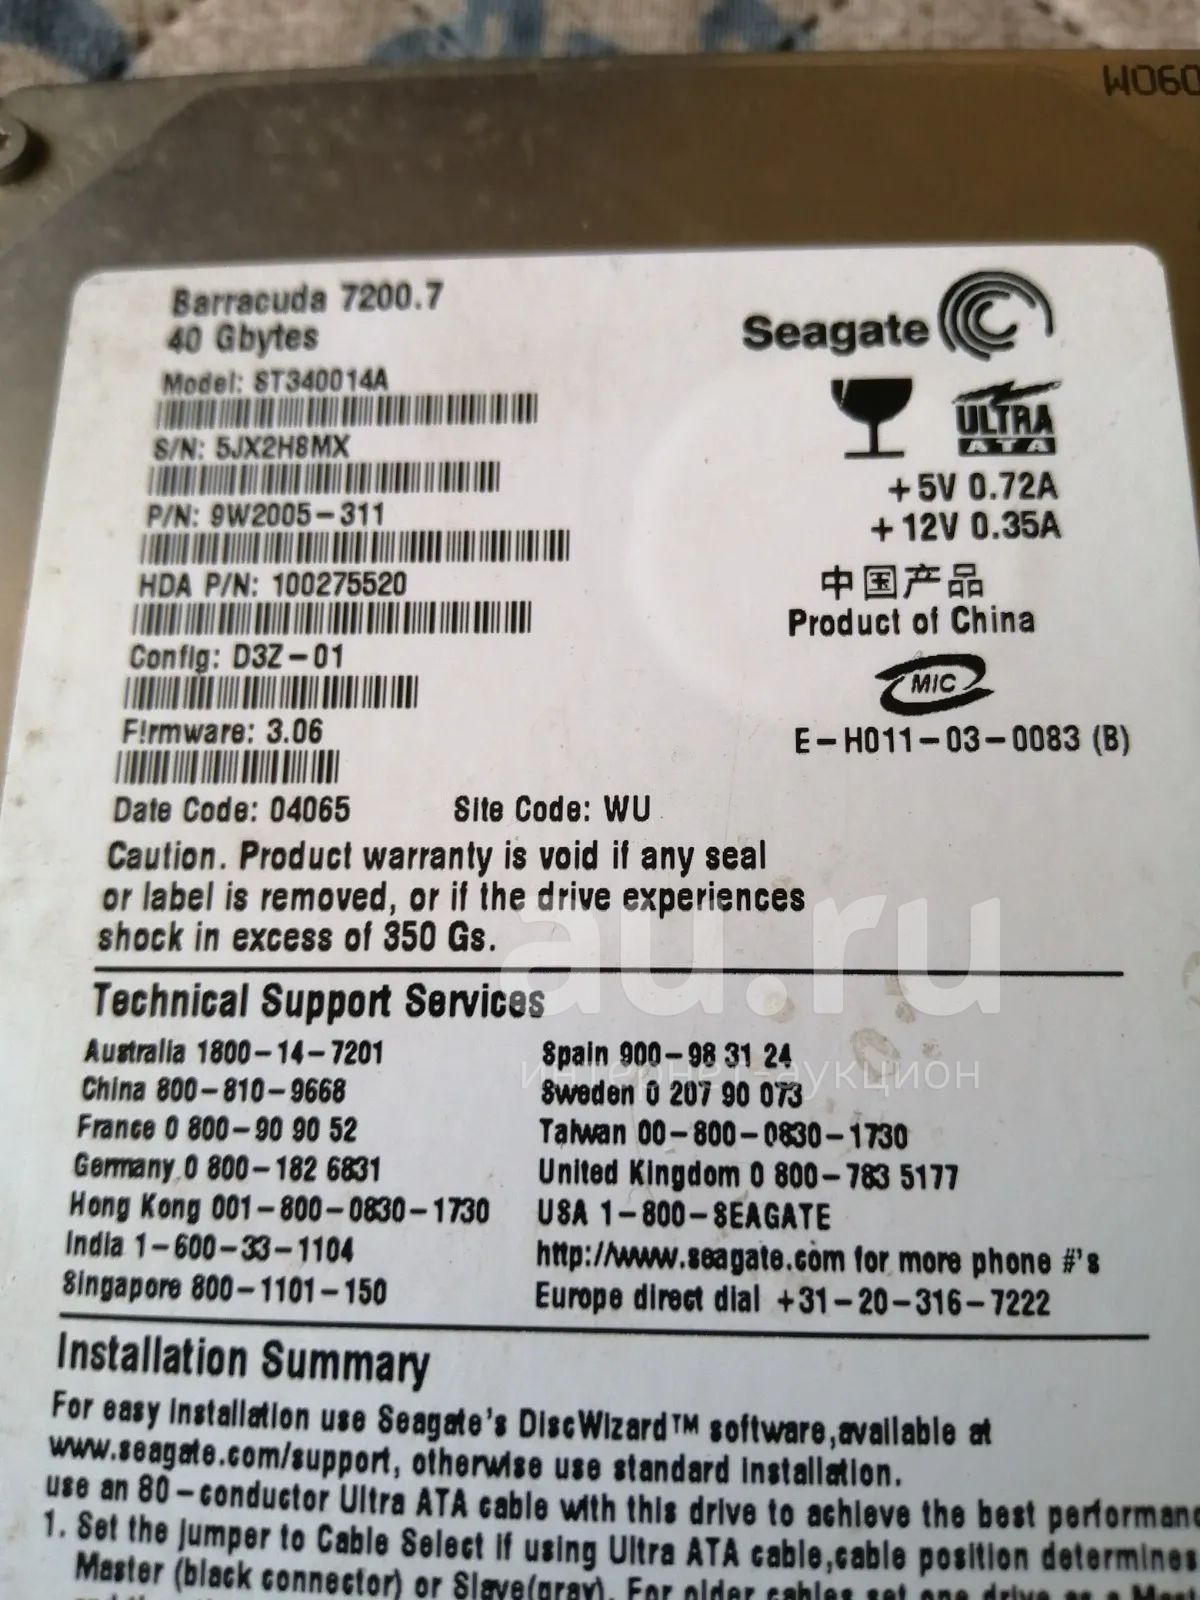 W060
Barracuda 7200.7
40 Gbytes
Model: ST340014A
S/N: 5JX2H8MX
P/N: 9W2005-311
HDA P/N: 100275520
Config: D3Z-01
Firmware: 3.06
Date Code: 04065 Site Code: WU
Seagate
ULTRA
ATA
+5V 0.72A
+12V 0.35A
中国产品
Product of China
MIC
E-H011-03-0083 (B)
Caution. Product warranty is void if any seal
or label is removed, or if the drive experiences
shock in excess of 350 Gs.
au.ru
интернет-аукцион
Technical Support Services
Australia 1800-14-7201
China 800-810-9668
France 0 800-90 90 52
Germany 0 800-182 6831
Hong Kong 001-800-0830-1730
India 1-600-33-1104
Singapore 800-1101-150
Spain 900-98 31 24
Sweden 0 207 90 073
Taiwan 00-800-0830-1730
United Kingdom 0 800-783 5177
USA 1-800-SEAGATE
http://www.seagate.com for more phone #'s
Europe direct dial +31-20-316-7222
Installation Summary
For easy installation use Seagate's DiscWizard™ software,available at
www.seagate.com/support, otherwise use standard installation.
use an 80-conductor Ultra ATA cable with this drive to achieve the best performanc
1. Set the jumper to Cable Select if using Ultra ATA cable,cable position determines
Master (black connector) or Slave(gray). For older cables set one drive as a Mast